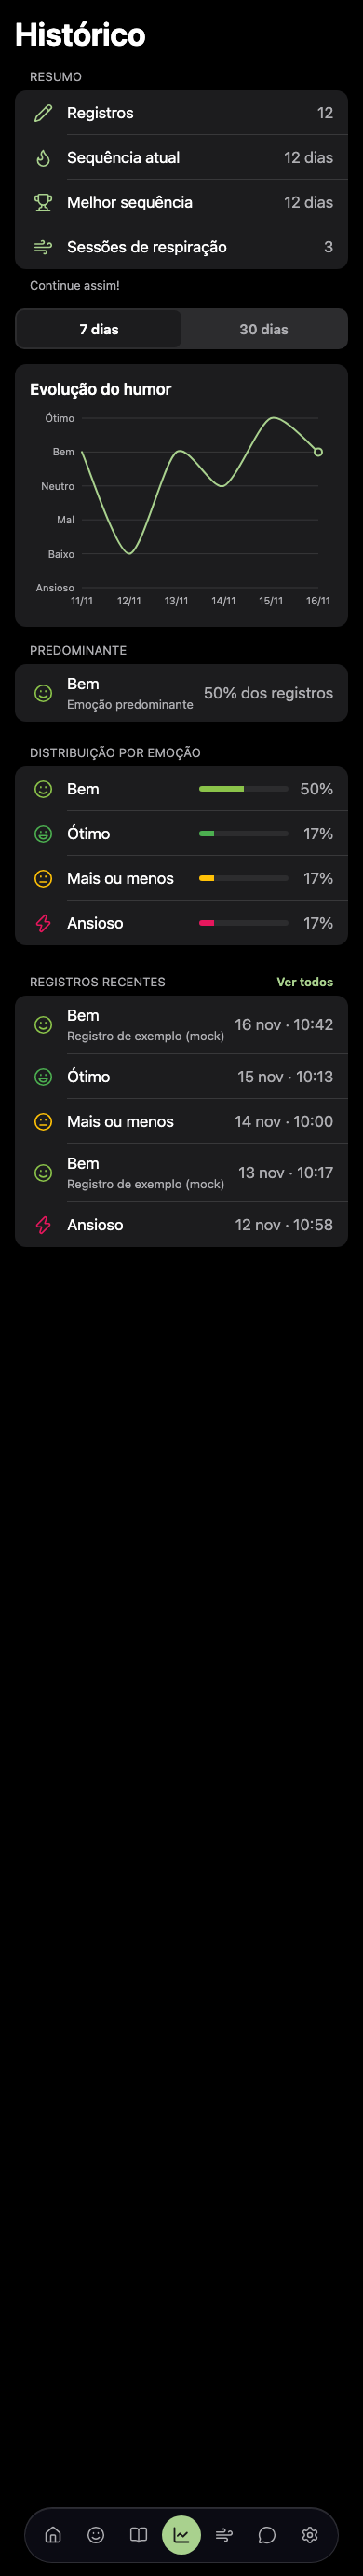 Histórico
RESUMO
Registros 12
Sequência atual 12 dias
Melhor sequência 12 dias
Sessões de respiração 3
Continue assim!
7 dias 30 dias
Evolução do humor
Ótimo
Bem
Neutro
Mal
Baixo
Ansioso
11/11 12/11 13/11 14/11 15/11 16/11
PREDOMINANTE
Bem
Emoção predominante 50% dos registros
DISTRIBUIÇÃO POR EMOÇÃO
Bem 50%
Ótimo 17%
Mais ou menos 17%
Ansioso 17%
REGISTROS RECENTES Ver todos
Bem
Registro de exemplo (mock) 16 nov · 10:42
Ótimo 15 nov · 10:13
Mais ou menos 14 nov · 10:00
Bem
Registro de exemplo (mock) 13 nov · 10:17
Ansioso 12 nov · 10:58